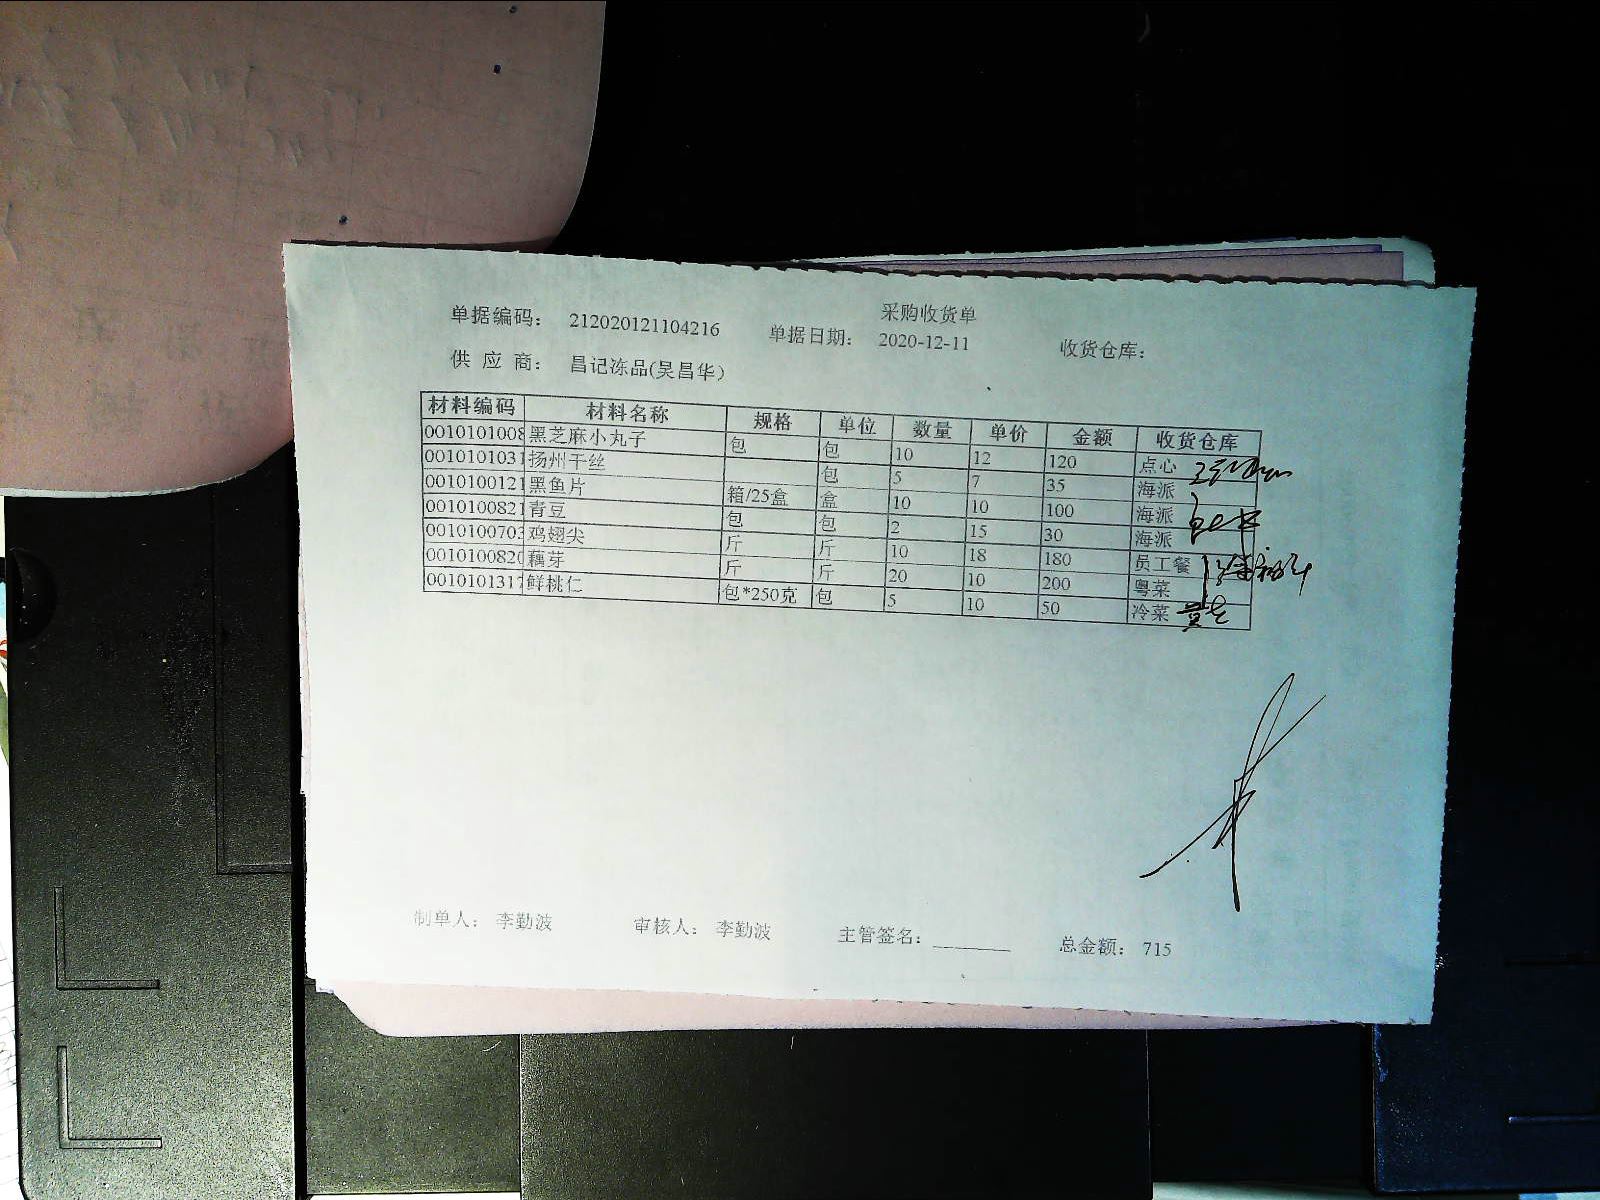 采购收货单
单据编码： 212020121104216 单据日期： 2020-12-11 收货仓库：
供 应 商： 昌记冻品(吴昌华）
材料编码 材料名称 规格 单位 数量 单价 金额 收货仓库
0010101008 黑芝麻小丸子 包 包 10 12 120 点心
0010101031 扬州干丝 包 5 7 35 海派
0010100121 黑鱼片 箱/25盒 盒 10 10 100 海派
0010100821 青豆 包 包 2 15 30 海派
0010100703 鸡翅尖 斤 斤 10 18 180 员工餐
0010100820 藕芽 斤 斤 20 10 200 粤菜
0010101317 鲜桃仁 包*250克 包 5 10 50 冷菜
制单人： 李勤波 审核人： 李勤波 主管签名： 总金额： 715